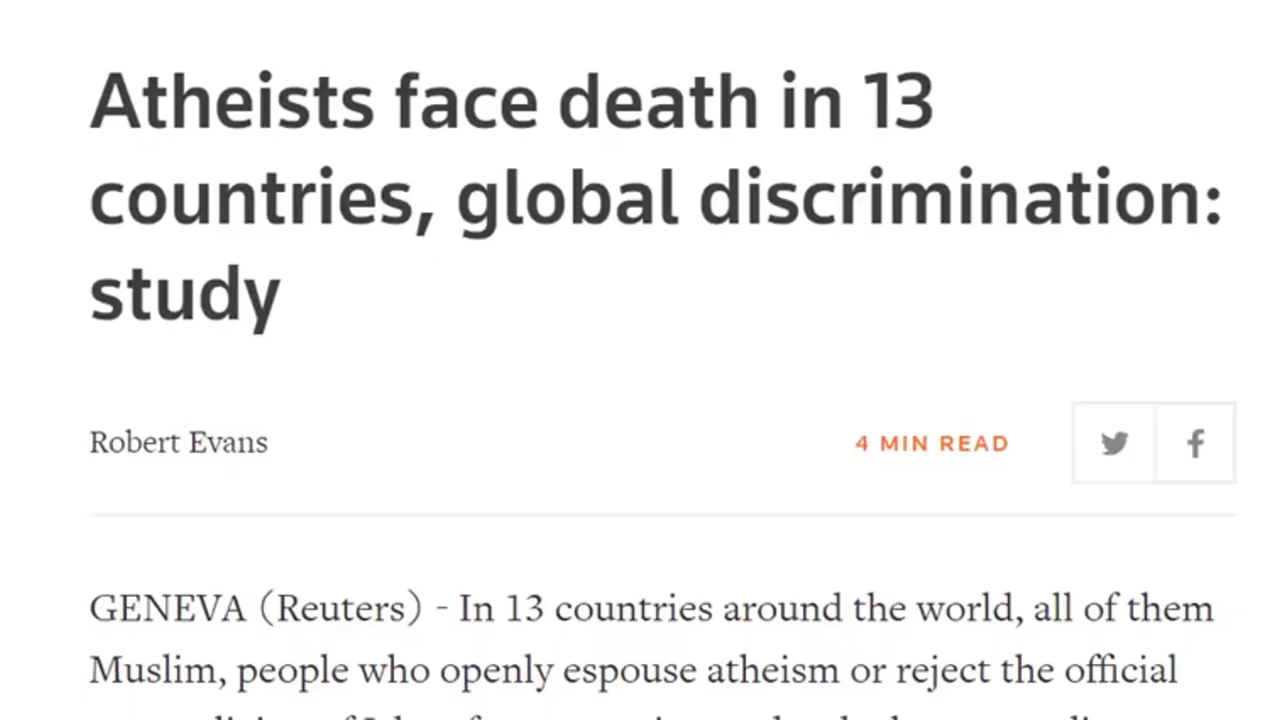 Atheists face death in 13
countries, global discrimination:
study
Robert Evans
4 MIN READ
GENEVA (Reuters) - In 13 countries around the world, all of them
Muslim, people who openly espouse atheism or reject the official